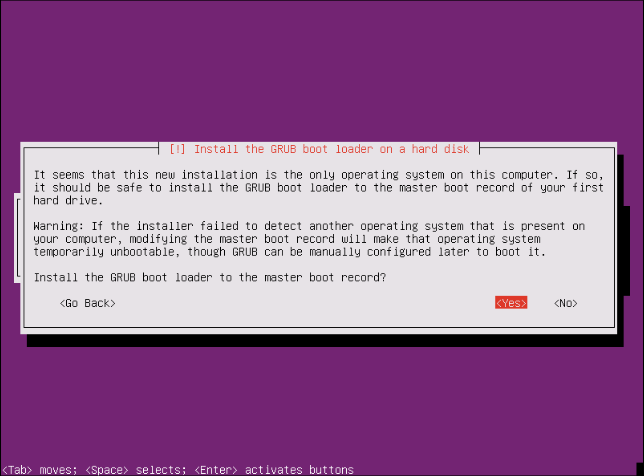 [!] Install the GRUB boot loader on a hard disk
It seems that this new installation is the only operating system on this computer. If so,
it should be safe to install the GRUB boot loader to the master boot record of your first
hard drive.
Warning: If the installer failed to detect another operating system that is present on
your computer, modifying the master boot record will make that operating system
temporarily unbootable, though GRUB can be manually configured later to boot it.
Install the GRUB boot loader to the master boot record?
<Go Back> <Yes> <No>
<Tab> moves; <Space> selects; <Enter> activates buttons